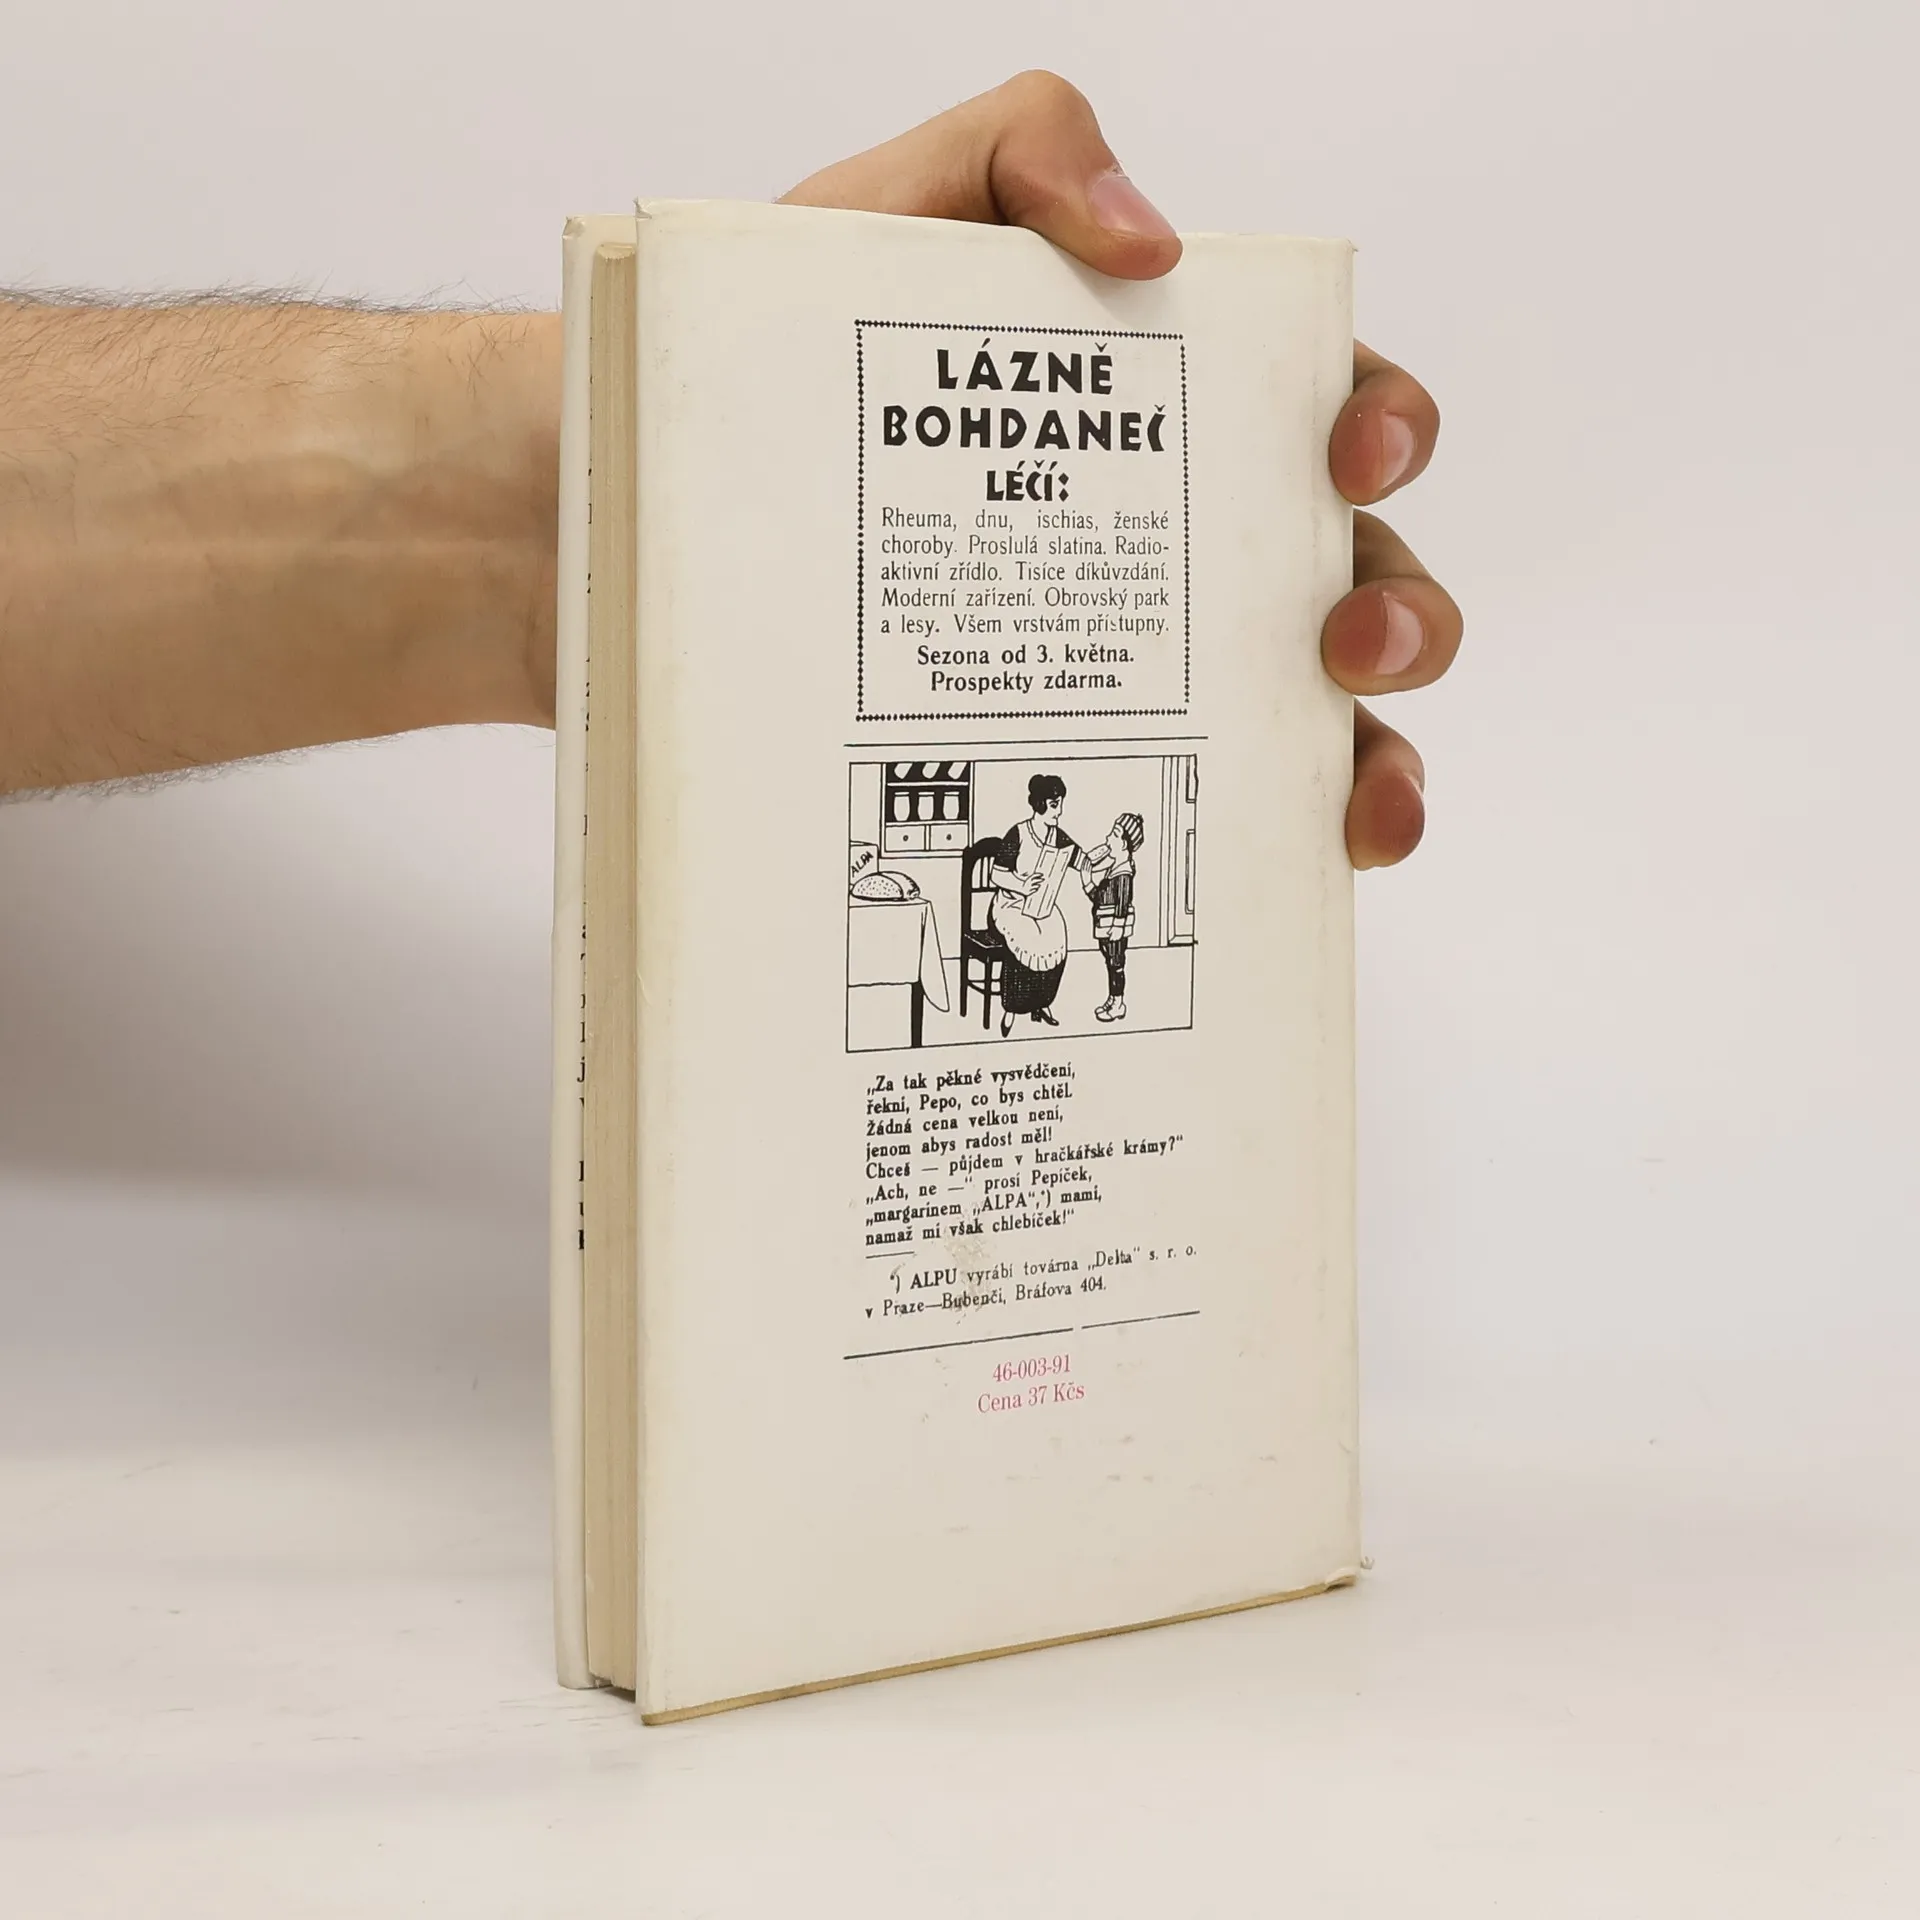 LÁZNĚ
BOHDANEČ
LÉČÍ:
Rheuma, dnu, ischias, ženské
choroby. Proslulá slatina. Radio-
aktivní zřídlo. Tisíce díkůvzdání.
Moderní zařízení. Obrovský park
a lesy. Všem vrstvám přístupny.
Sezona od 3. května.
Prospekty zdarma.
ALPA
„Za tak pěkné vysvědčení,
řekni, Pepo, co bys chtěl.
Žádná cena velkou není,
jenom abys radost měl!
Chceš — půjdem v hračkářské krámy?“
„Ach, ne —“ prosí Pepíček,
„margarinem „ALPA“,*) mami,
namaž mi však chlebíček!“
*) ALPU vyrábí továrna „Delta“ s. r. o.
v Praze—Bubenči, Bráfova 404.
46-003-91
Cena 37 Kčs